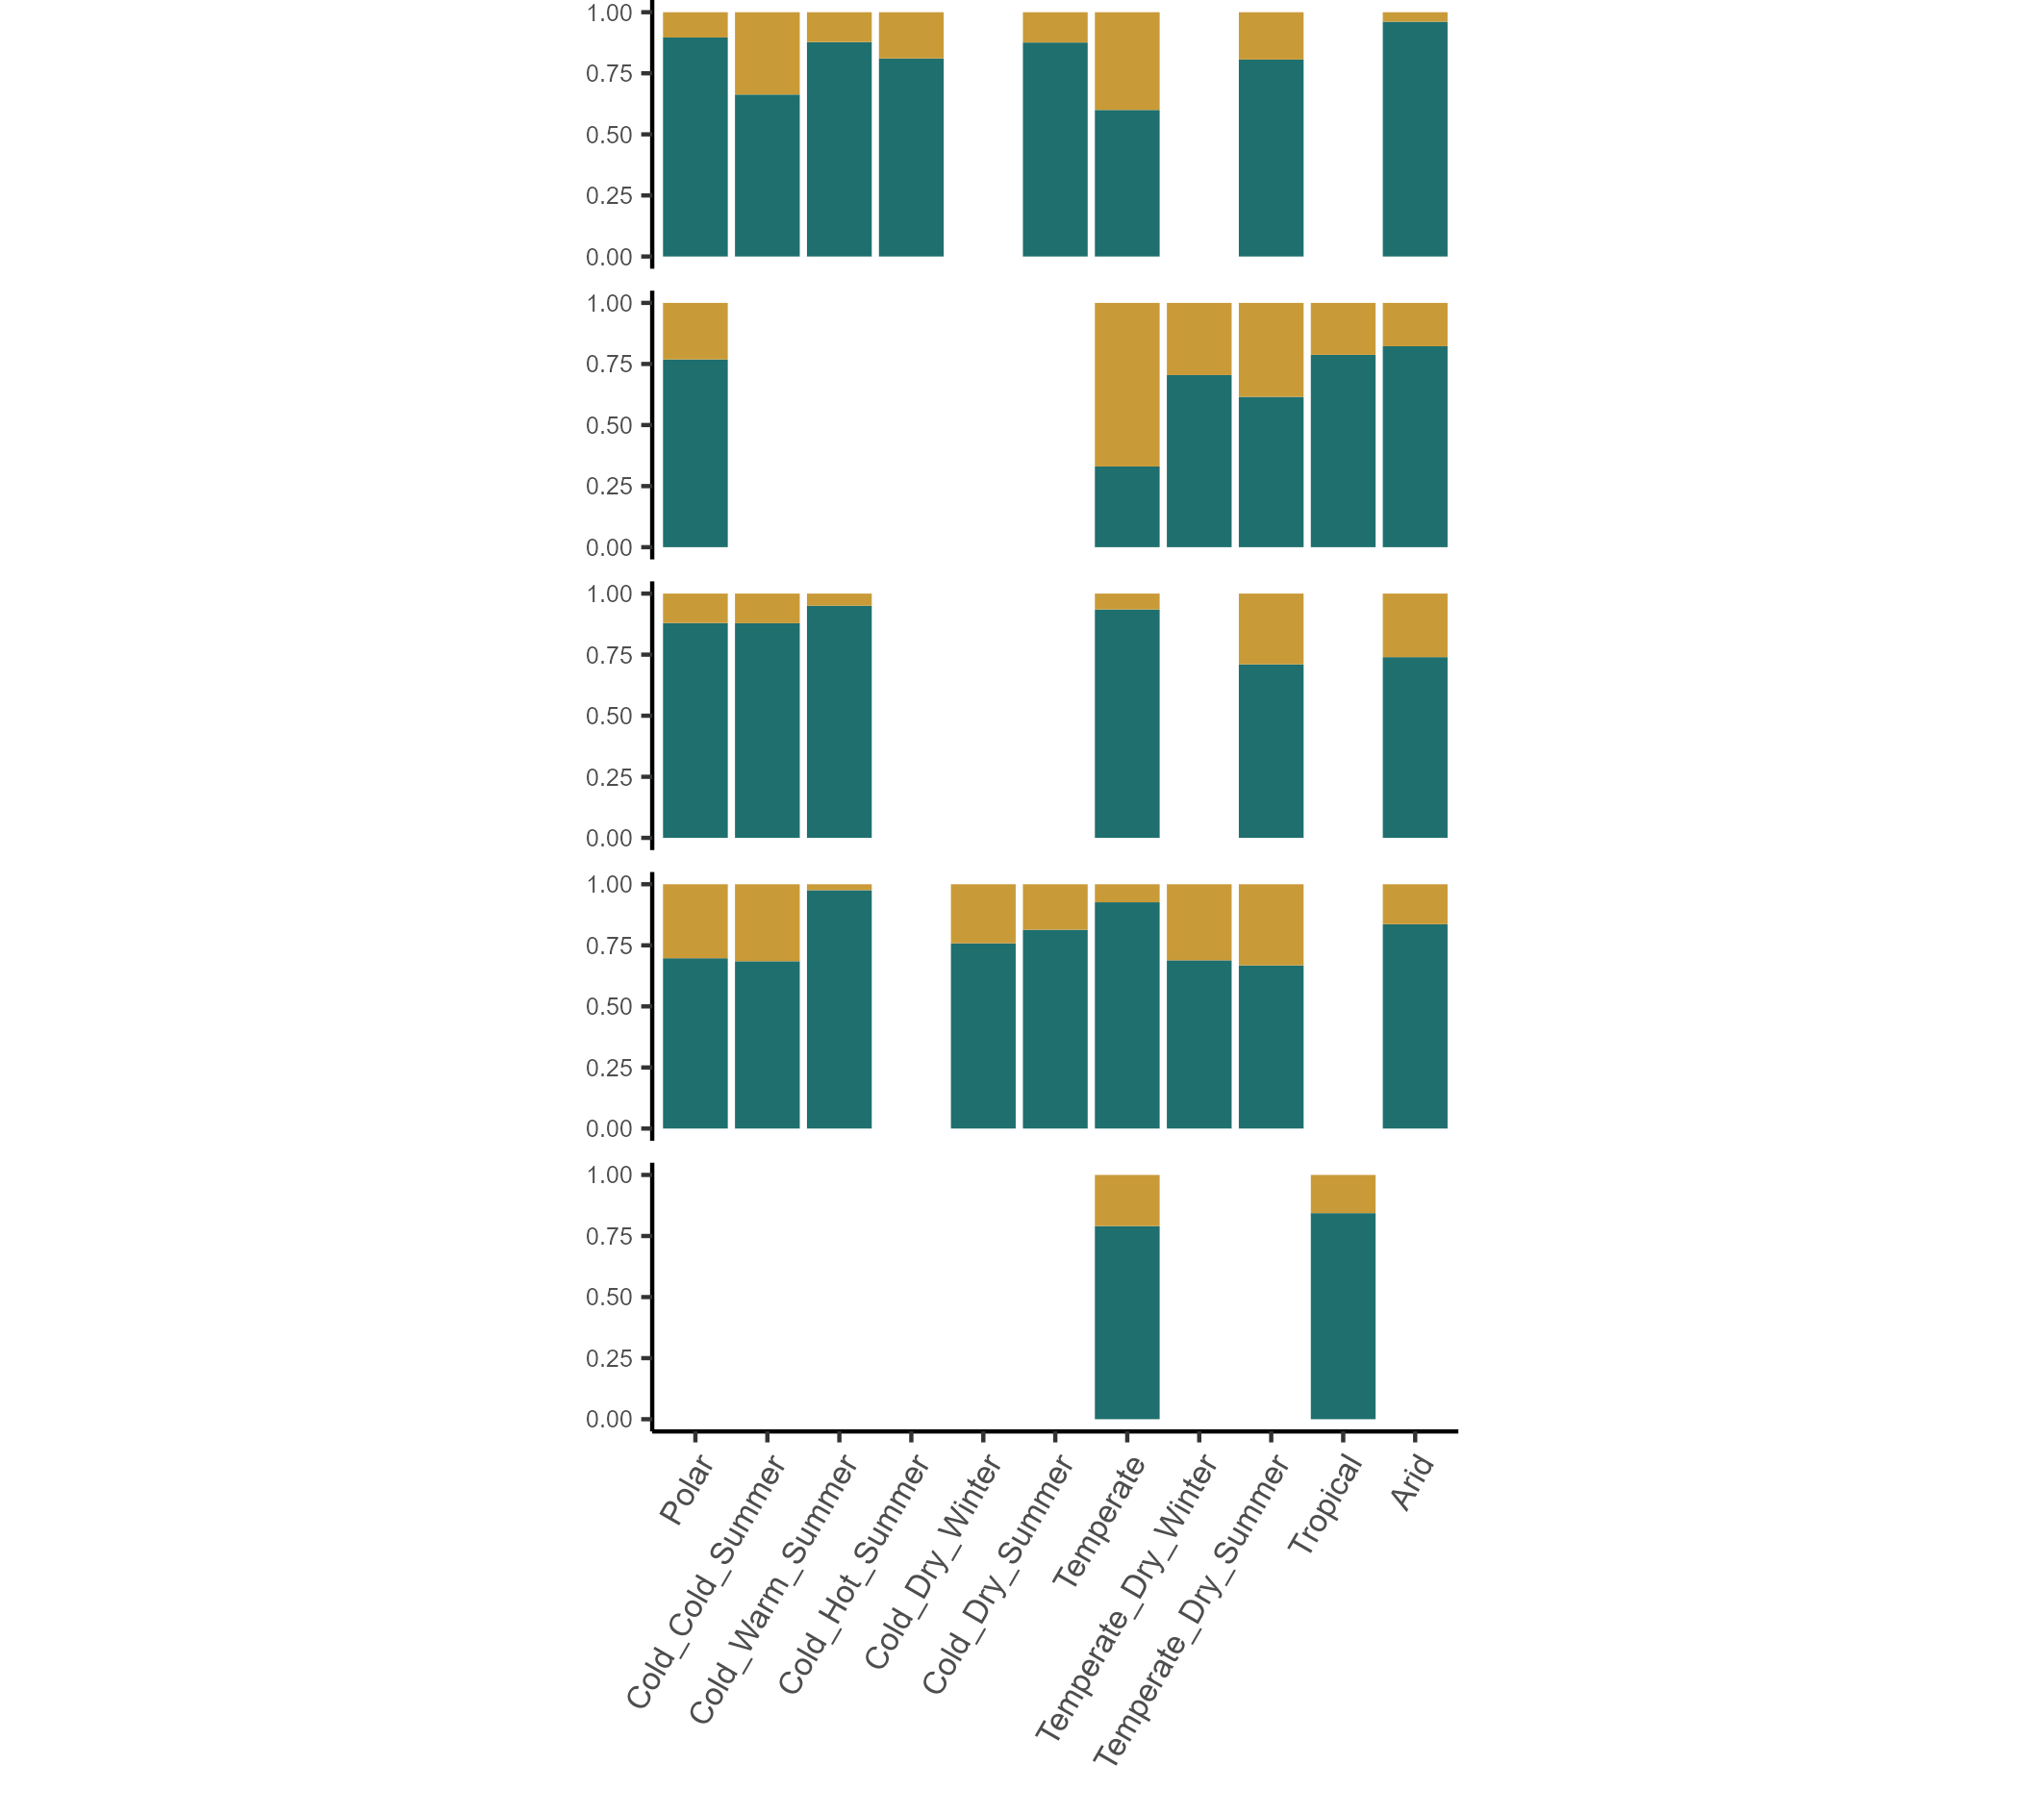 1.00
0.75
0.50
0.25
0.00
1.00
0.75
0.50
0.25
0.00
1.00
0.75
0.50
0.25
0.00
1.00
0.75
0.50
0.25
0.00
1.00
0.75
0.50
0.25
0.00
Polar
Cold_Cold_Summer
Cold_Warm_Summer
Cold_Hot_Summer
Cold_Dry_Winter
Cold_Dry_Summer
Temperate
Temperate_Dry_Winter
Temperate_Dry_Summer
Tropical
Arid